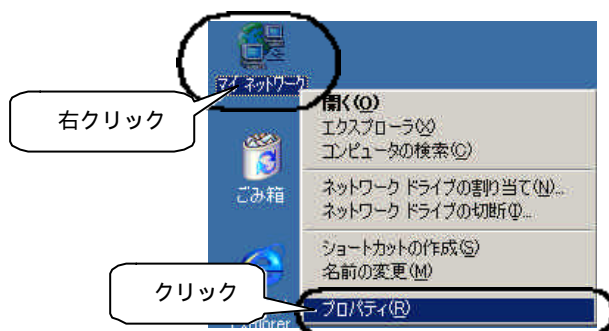 マイ ネットワーク
右クリック
開く(O)
エクスプローラ(X)
コンピュータの検索(C)
ごみ箱
ネットワーク ドライブの割り当て(N)...
ネットワーク ドライブの切断(D)...
ショートカットの作成(S)
名前の変更(M)
クリック
プロパティ(R)
Explorer